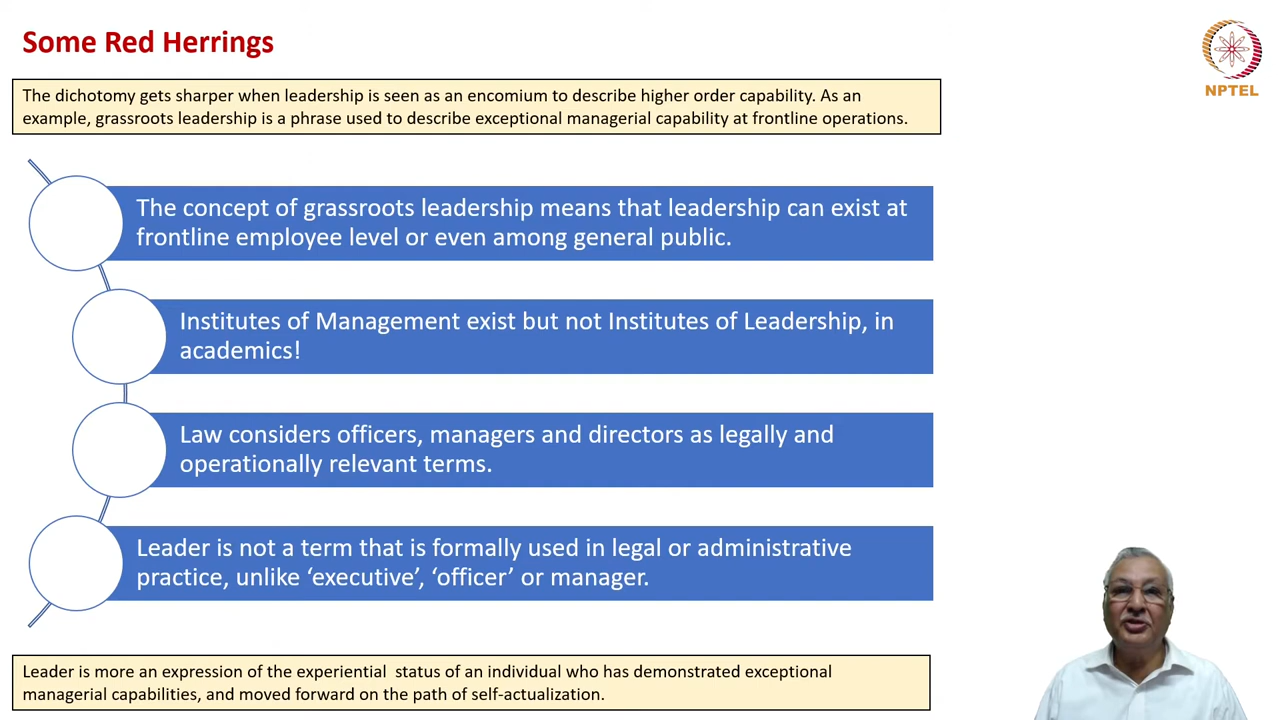 Some Red Herrings
NPTEL
The dichotomy gets sharper when leadership is seen as an encomium to describe higher order capability. As an
example, grassroots leadership is a phrase used to describe exceptional managerial capability at frontline operations.
The concept of grassroots leadership means that leadership can exist at
frontline employee level or even among general public.
Institutes of Management exist but not Institutes of Leadership, in
academics!
Law considers officers, managers and directors as legally and
operationally relevant terms.
Leader is not a term that is formally used in legal or administrative
practice, unlike ‘executive’, ‘officer’ or manager.
Leader is more an expression of the experiential status of an individual who has demonstrated exceptional
managerial capabilities, and moved forward on the path of self-actualization.